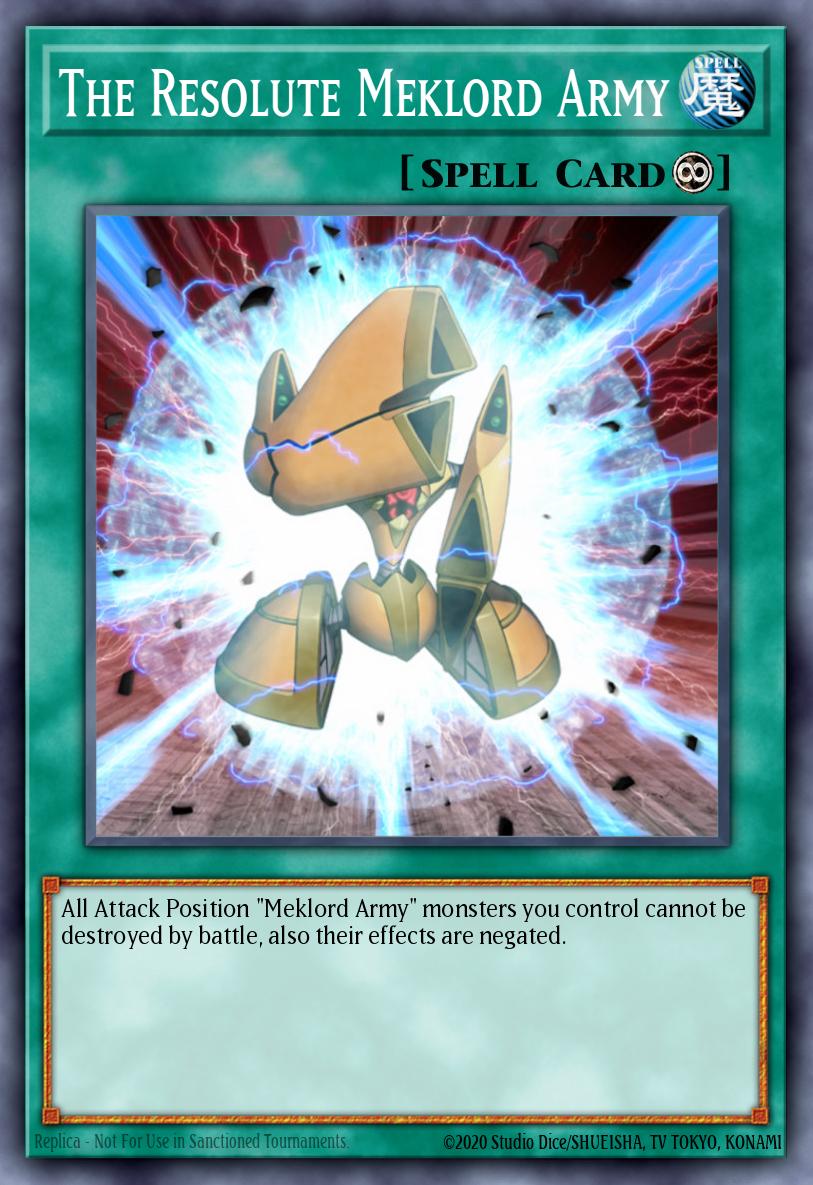 The Resolute Meklord Army
SPELL
魔
[Spell Card]
All Attack Position "Meklord Army" monsters you control cannot be
destroyed by battle, also their effects are negated.
Replica - Not For Use in Sanctioned Tournaments.
©2020 Studio Dice/SHUEISHA, TV TOKYO, KONAMI